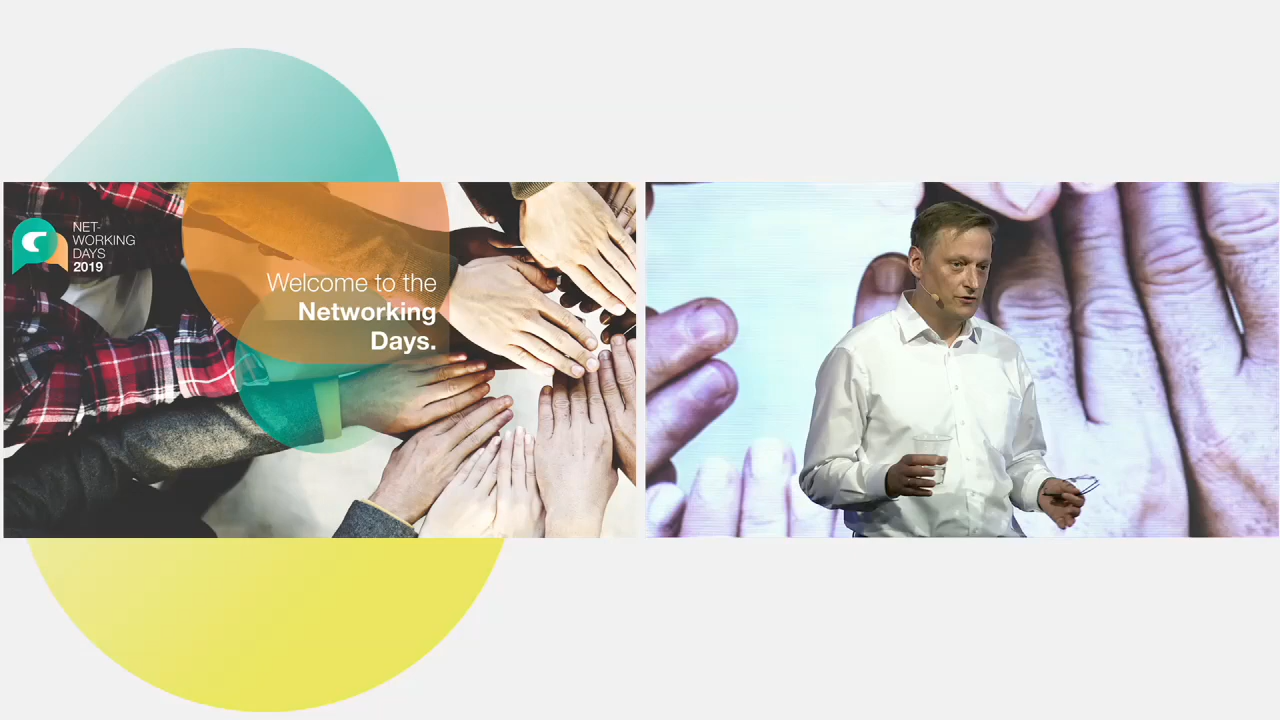 NET-
WORKING
DAYS
2019
Welcome to the
Networking
Days.